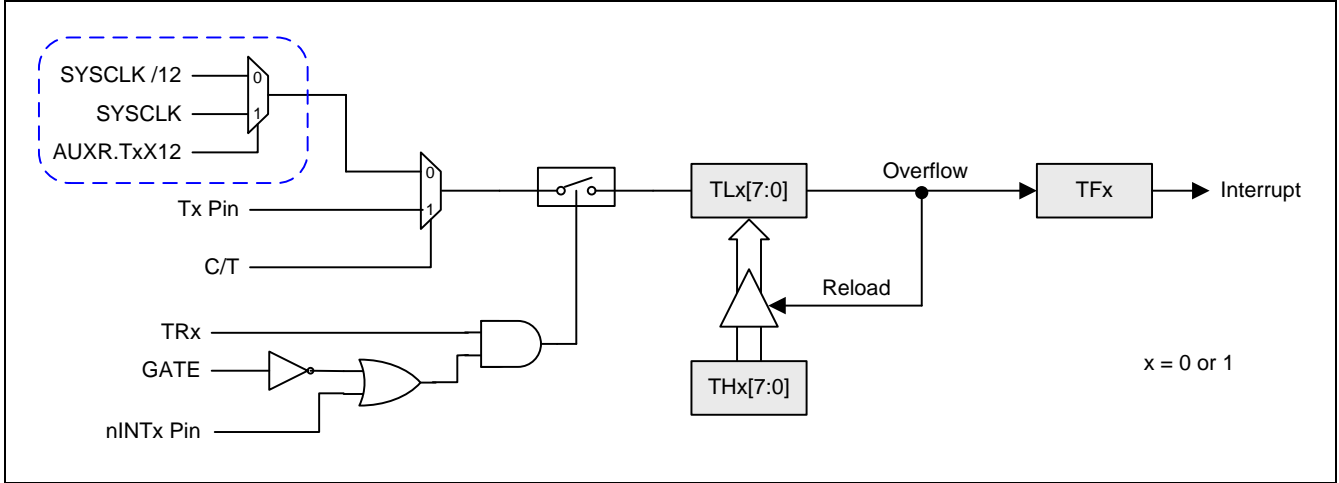 SYSCLK /12
0
SYSCLK
1
AUXR.TxX12
0
Tx Pin
1
C/T
TLx[7:0]
Overflow
TFx
Interrupt
Reload
TRx
GATE
THx[7:0]
x = 0 or 1
nINTx Pin